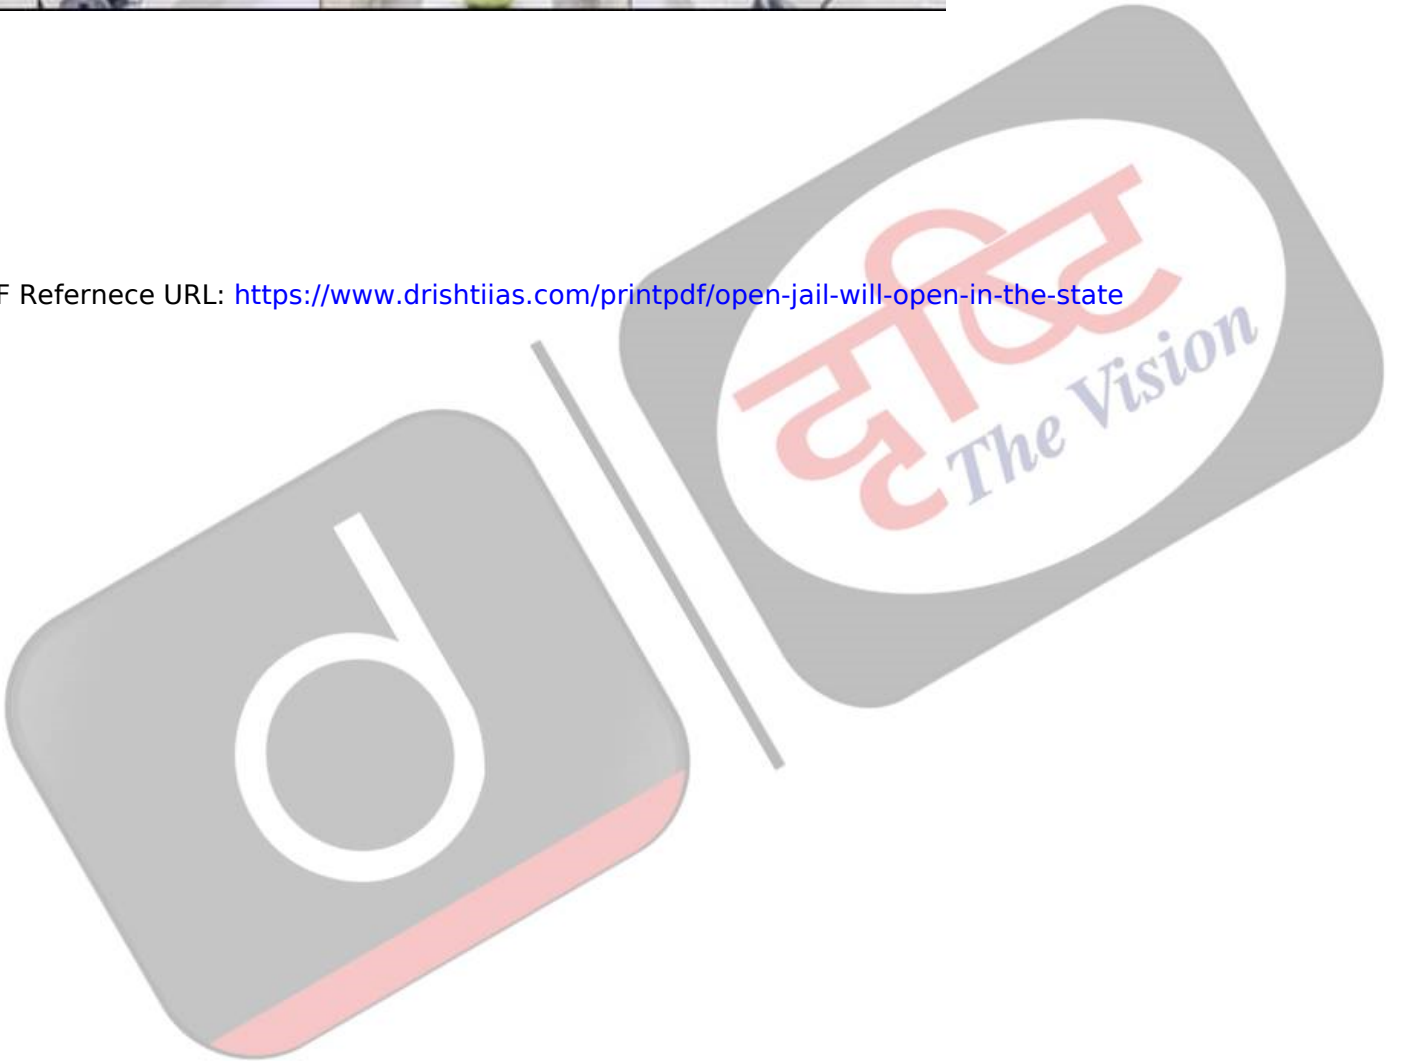 F Refernece URL: https://www.drishtiias.com/printpdf/open-jail-will-open-in-the-state
दृष्टि
The Vision
d